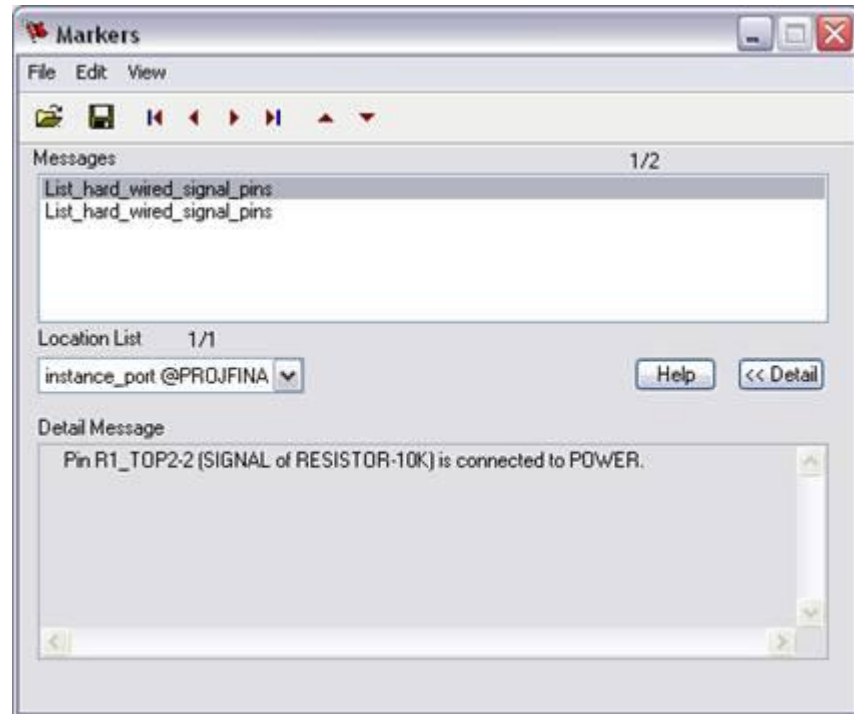 Markers
File Edit View
Messages 1/2
List_hard_wired_signal_pins
List_hard_wired_signal_pins
Location List 1/1
instance_port @PROJFINA
Help << Detail
Detail Message
Pin R1_TOP2-2 (SIGNAL of RESISTOR-10K) is connected to POWER.